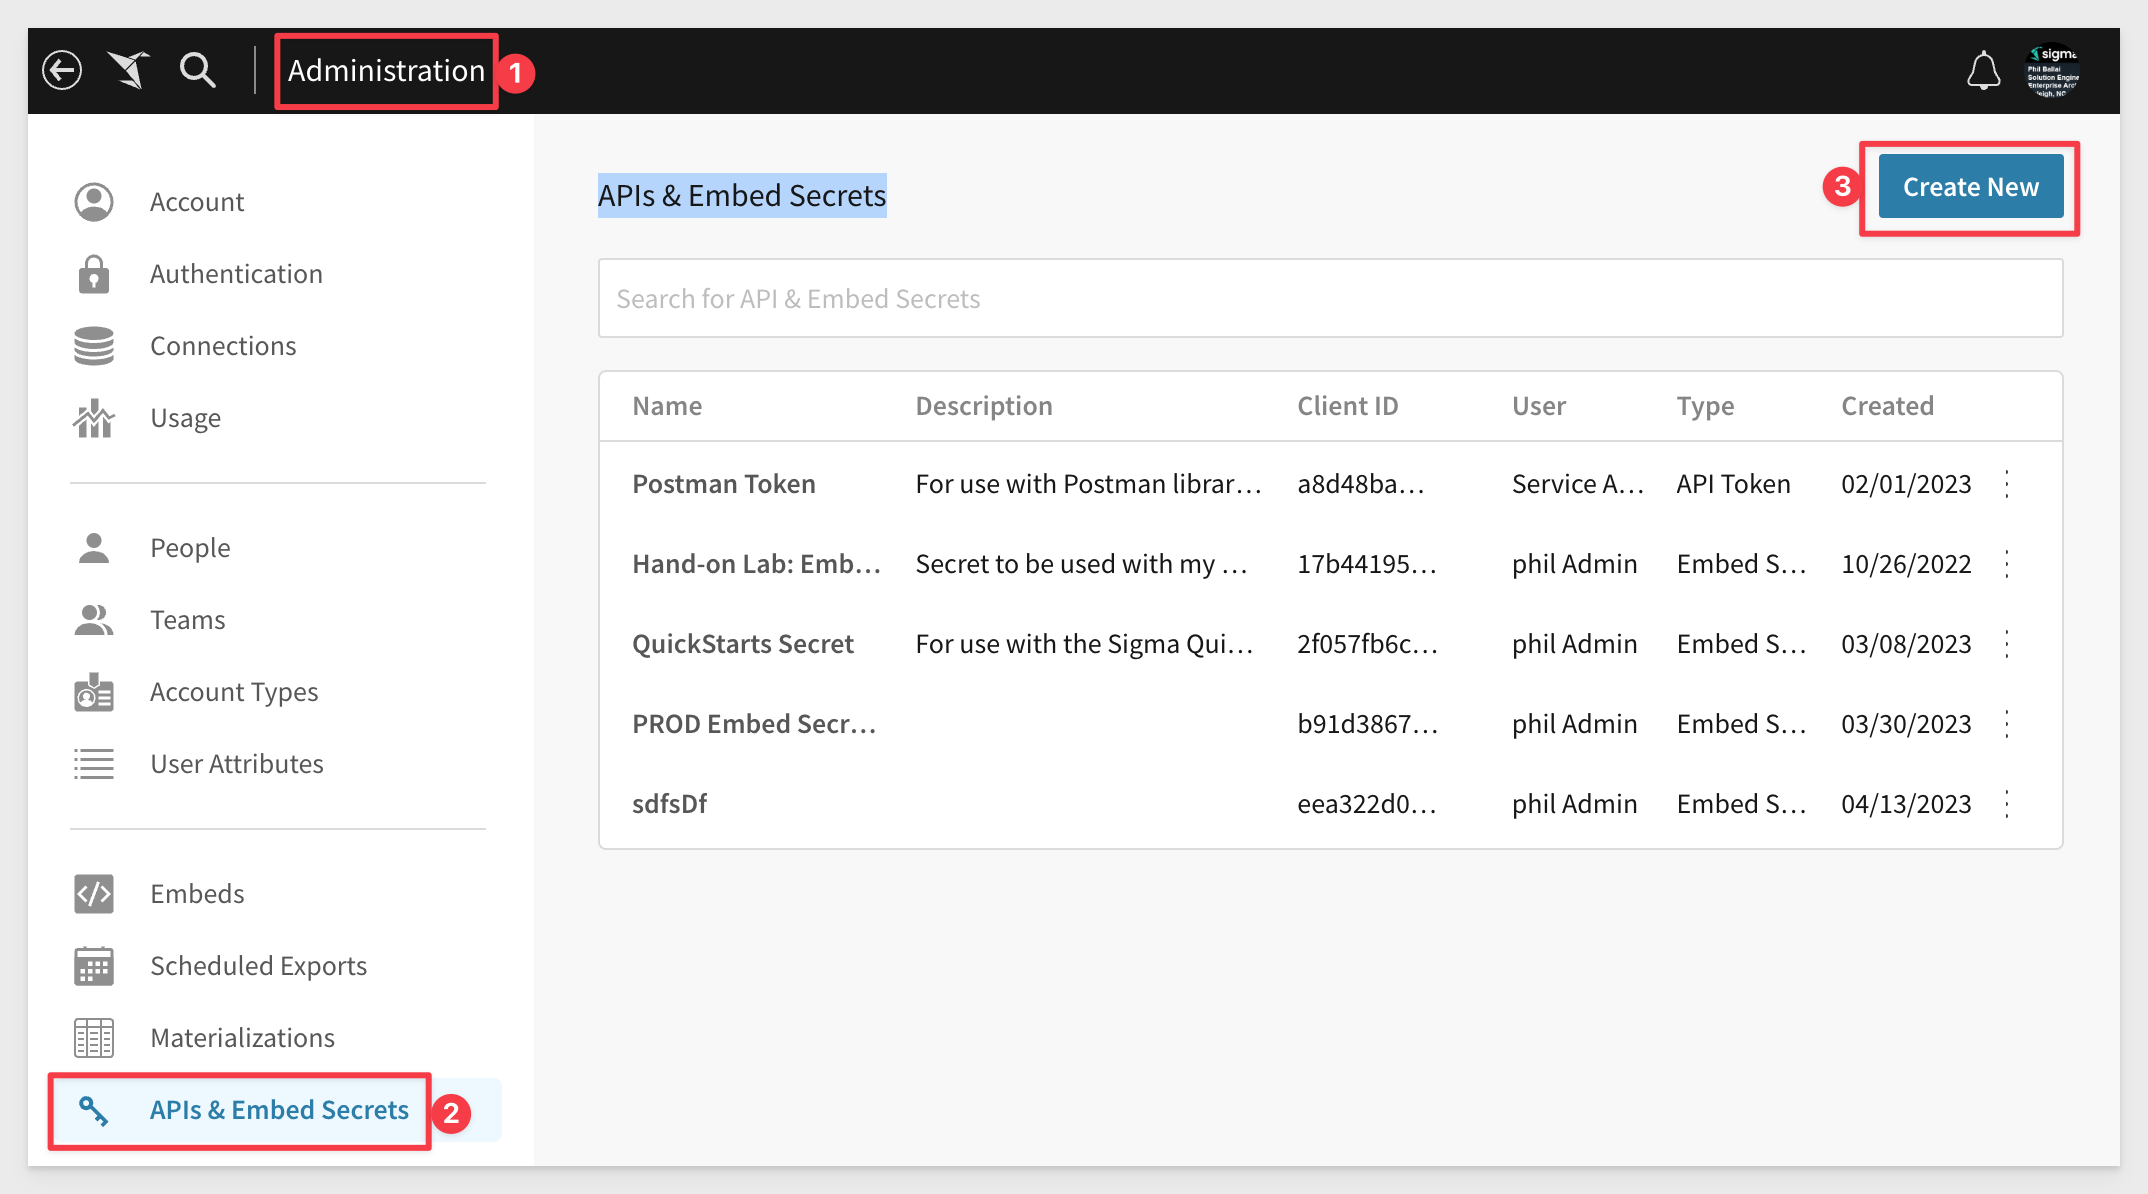 Administration 1
sigma
Phil Ballai
Solution Engine
Enterprise Arc
leigh, NC
Account
Authentication
Connections
Usage
People
Teams
Account Types
User Attributes
Embeds
Scheduled Exports
Materializations
APIs & Embed Secrets 2
APIs & Embed Secrets
3 Create New
Search for API & Embed Secrets
Name Description Client ID User Type Created
Postman Token For use with Postman librar... a8d48ba... Service A... API Token 02/01/2023
Hand-on Lab: Emb... Secret to be used with my ... 17b44195... phil Admin Embed S... 10/26/2022
QuickStarts Secret For use with the Sigma Qui... 2f057fb6c... phil Admin Embed S... 03/08/2023
PROD Embed Secr... b91d3867... phil Admin Embed S... 03/30/2023
sdfsDf eea322d0... phil Admin Embed S... 04/13/2023